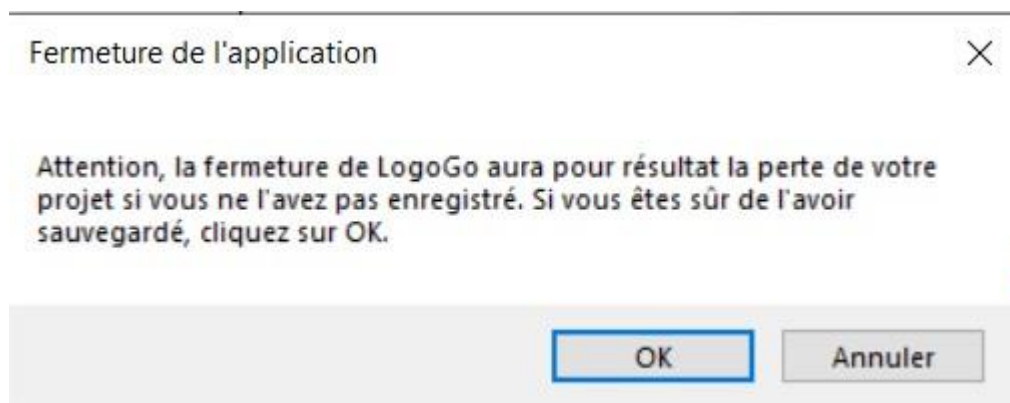 Fermeture de l'application
Attention, la fermeture de LogoGo aura pour résultat la perte de votre
projet si vous ne l'avez pas enregistré. Si vous êtes sûr de l'avoir
sauvegardé, cliquez sur OK.
OK Annuler